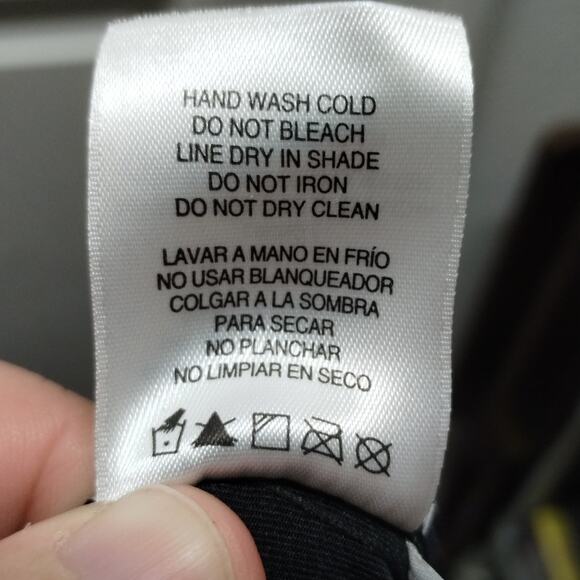 HAND WASH COLD
DO NOT BLEACH
LINE DRY IN SHADE
DO NOT IRON
DO NOT DRY CLEAN
LAVAR A MANO EN FRÍO
NO USAR BLANQUEADOR
COLGAR A LA SOMBRA
PARA SECAR
NO PLANCHAR
NO LIMPIAR EN SECO